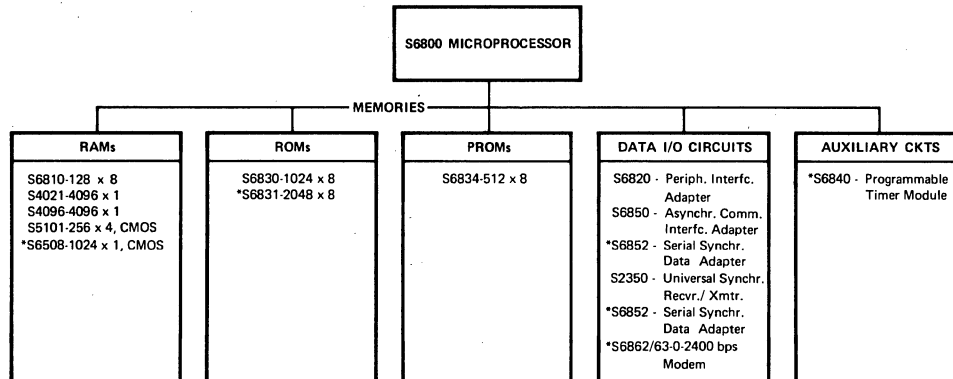 S6800 MICROPROCESSOR
MEMORIES
RAMs
S6810-128 x 8
S4021-4096 x 1
S4096-4096 x 1
S5101-256 x 4, CMOS
*S6508-1024 x 1, CMOS
ROMs
S6830-1024 x 8
*S6831-2048 x 8
PROMs
S6834-512 x 8
DATA I/O CIRCUITS
S6820 - Periph. Interfc.
Adapter
S6850 - Asynchr. Comm.
Interfc. Adapter
*S6852 - Serial Synchr.
Data Adapter
S2350 - Universal Synchr.
Recvr./ Xmtr.
*S6852 - Serial Synchr.
Data Adapter
*S6862/63-0-2400 bps
Modem
AUXILIARY CKTS
*S6840 - Programmable
Timer Module